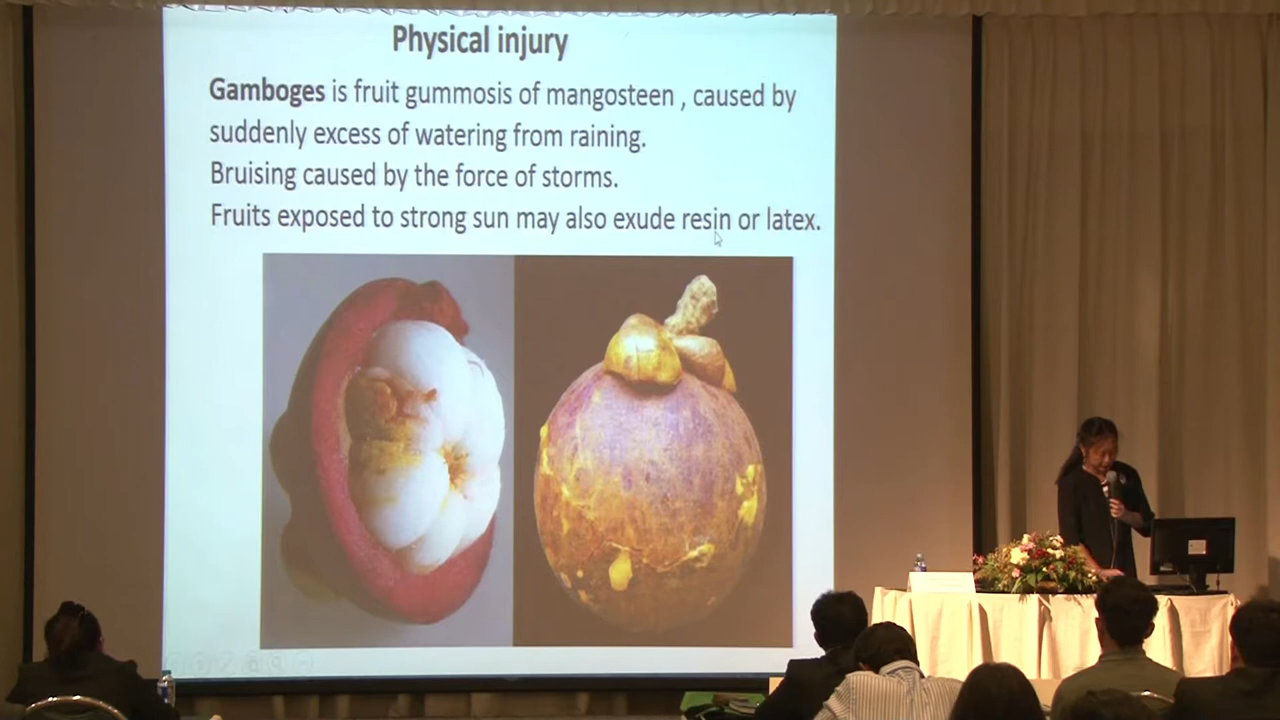 Physical injury
Gamboges is fruit gummosis of mangosteen , caused by
suddenly excess of watering from raining.
Bruising caused by the force of storms.
Fruits exposed to strong sun may also exude resin or latex.